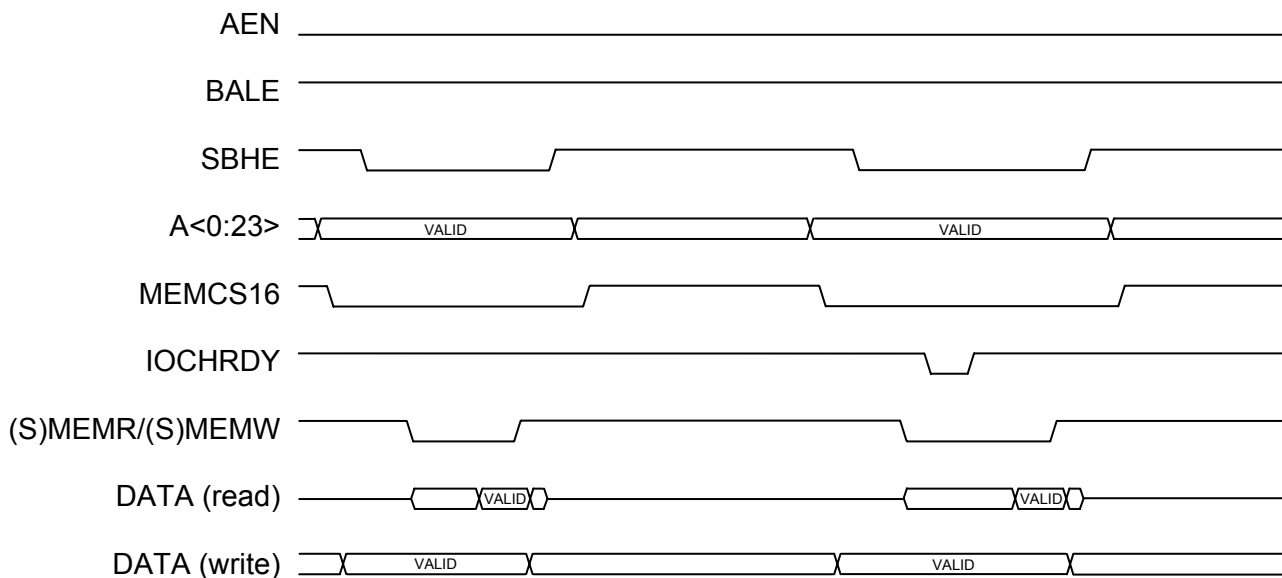 AEN
BALE
SBHE
A<0:23> VALID VALID
MEMCS16
IOCHRDY
(S)MEMR/(S)MEMW
DATA (read) VALID VALID
DATA (write) VALID VALID